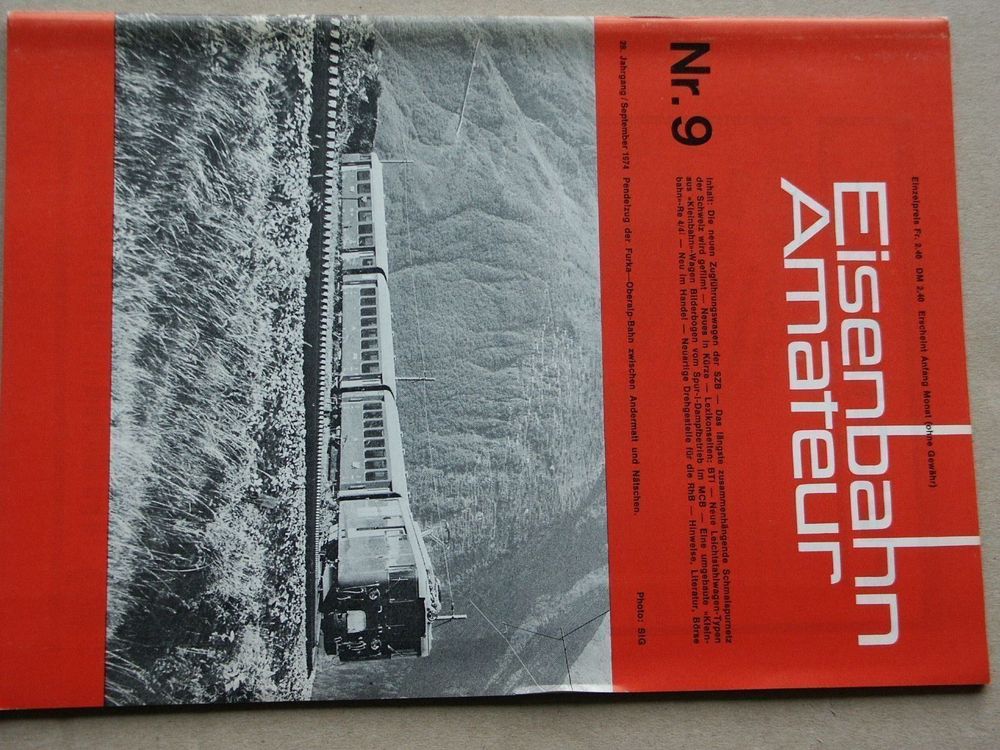 Einzelpreis Fr. 2,40 DM 2,40 Erscheint Anfang Monat (ohne Gewähr)
Eisenbahn
Amateur
Nr. 9
Inhalt: Die neuen Zugführungswagen der SZB — Das längste zusammenhängende Schmalspurnetz
der Schweiz wird gefilmt — Neues in Kürze — Lexikonseiten: BTI — Neue Leichtstahlwagen-Typen
aus «Kleinbahn»-Wagen Bilderbogen vom Spur-I-Dampfbetrieb im MCB — Eine umgebaute «Klein-
bahn»-Re 4/4I — Neu im Handel — Neuartige Drehgestelle für die RhB — Hinweise, Literatur, Börse
28. Jahrgang/September 1974 Pendelzug der Furka—Oberalp-Bahn zwischen Andermatt und Nätschen. Photo: SIG